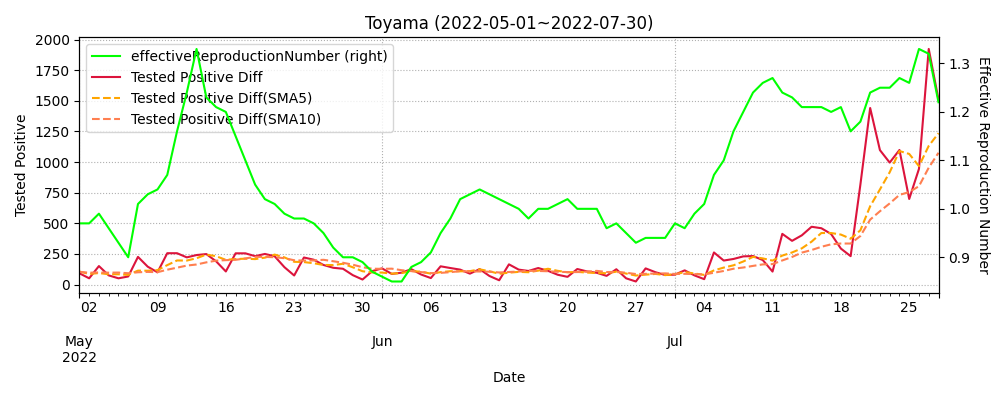 Toyama (2022-05-01~2022-07-30)
effectiveReproductionNumber (right)
Tested Positive Diff
Tested Positive Diff(SMA5)
Tested Positive Diff(SMA10)
2000
1750
1500
1250
1000
750
500
250
0
Tested Positive
1.3
1.2
1.1
1.0
0.9
Effective Reproduction Number
02 09 16 23 30 06 13 20 27 04 11 18 25
May Jun Jul
2022
Date